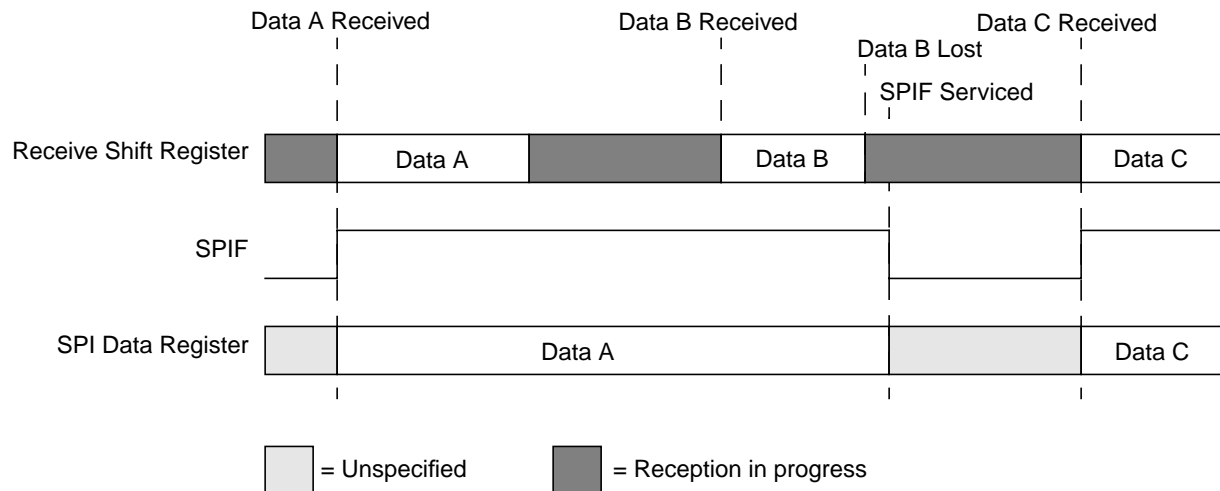 Data A Received
Data B Received
Data C Received
Data B Lost
SPIF Serviced
Receive Shift Register
Data A
Data B
Data C
SPIF
SPI Data Register
Data A
Data C
= Unspecified
= Reception in progress